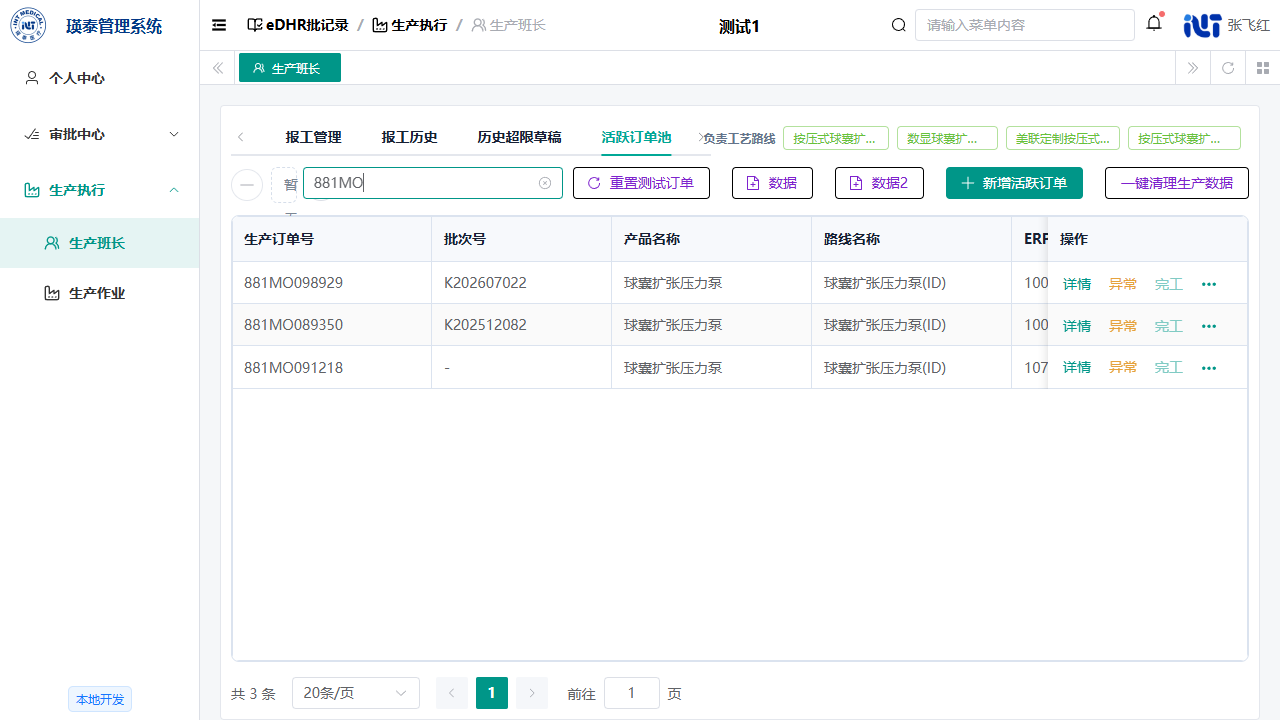 瑛泰管理系统
eDHR批记录 / 生产执行 / 生产班长
测试1
请输入菜单内容
张飞红
个人中心
审批中心
生产执行
生产班长
生产作业
本地开发
生产班长
报工管理
报工历史
历史超限草稿
活跃订单池
负责工艺路线
按压式球囊扩...
数显球囊扩...
美联定制按压式...
按压式球囊扩...
暂
881MO
重置测试订单
数据
数据2
新增活跃订单
一键清理生产数据
生产订单号 批次号 产品名称 路线名称 ERP 操作
881MO098929 K202607022 球囊扩张压力泵 球囊扩张压力泵(ID) 100 详情 异常 完工
881MO089350 K202512082 球囊扩张压力泵 球囊扩张压力泵(ID) 100 详情 异常 完工
881MO091218 - 球囊扩张压力泵 球囊扩张压力泵(ID) 107 详情 异常 完工
共 3 条 20条/页 1 前往 1 页